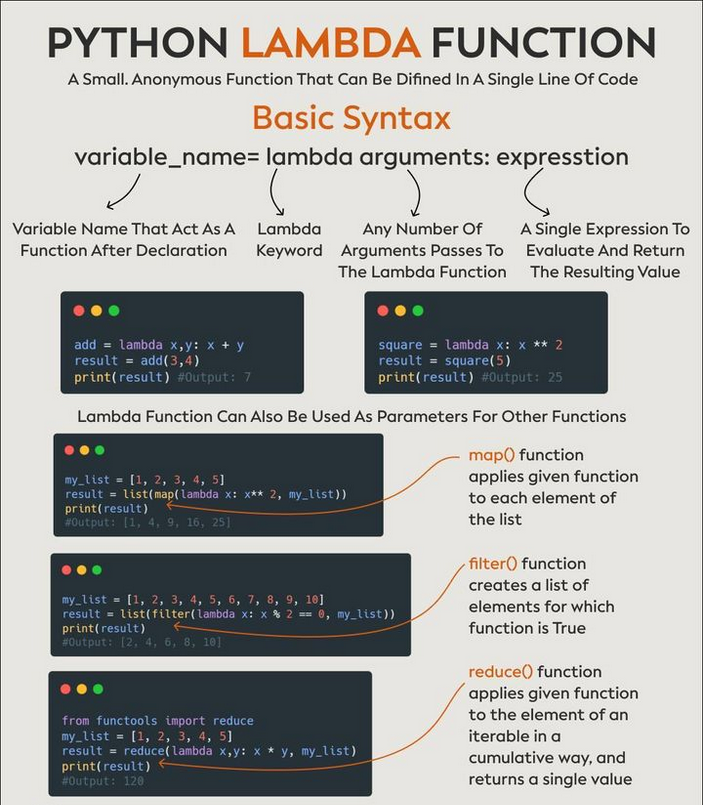 PYTHON LAMBDA FUNCTION
A Small. Anonymous Function That Can Be Difined In A Single Line Of Code
Basic Syntax
variable_name= lambda arguments: expresstion
Variable Name That Act As A
Function After Declaration
Lambda
Keyword
Any Number Of
Arguments Passes To
The Lambda Function
A Single Expression To
Evaluate And Return
The Resulting Value
add = lambda x,y: x + y
result = add(3,4)
print(result) #Output: 7
square = lambda x: x ** 2
result = square(5)
print(result) #Output: 25
Lambda Function Can Also Be Used As Parameters For Other Functions
my_list = [1, 2, 3, 4, 5]
result = list(map(lambda x: x** 2, my_list))
print(result)
#Output: [1, 4, 9, 16, 25]
map() function
applies given function
to each element of
the list
my_list = [1, 2, 3, 4, 5, 6, 7, 8, 9, 10]
result = list(filter(lambda x: x % 2 == 0, my_list))
print(result)
#Output: [2, 4, 6, 8, 10]
filter() function
creates a list of
elements for which
function is True
from functools import reduce
my_list = [1, 2, 3, 4, 5]
result = reduce(lambda x,y: x * y, my_list)
print(result)
#Output: 120
reduce() function
applies given function
to the element of an
iterable in a
cumulative way, and
returns a single value